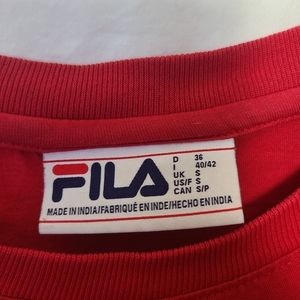 FILA
D 36
I 40/42
UK S
US/F S
CAN S/P
MADE IN INDIA/FABRIQUÉ EN INDE/HECHO EN INDIA